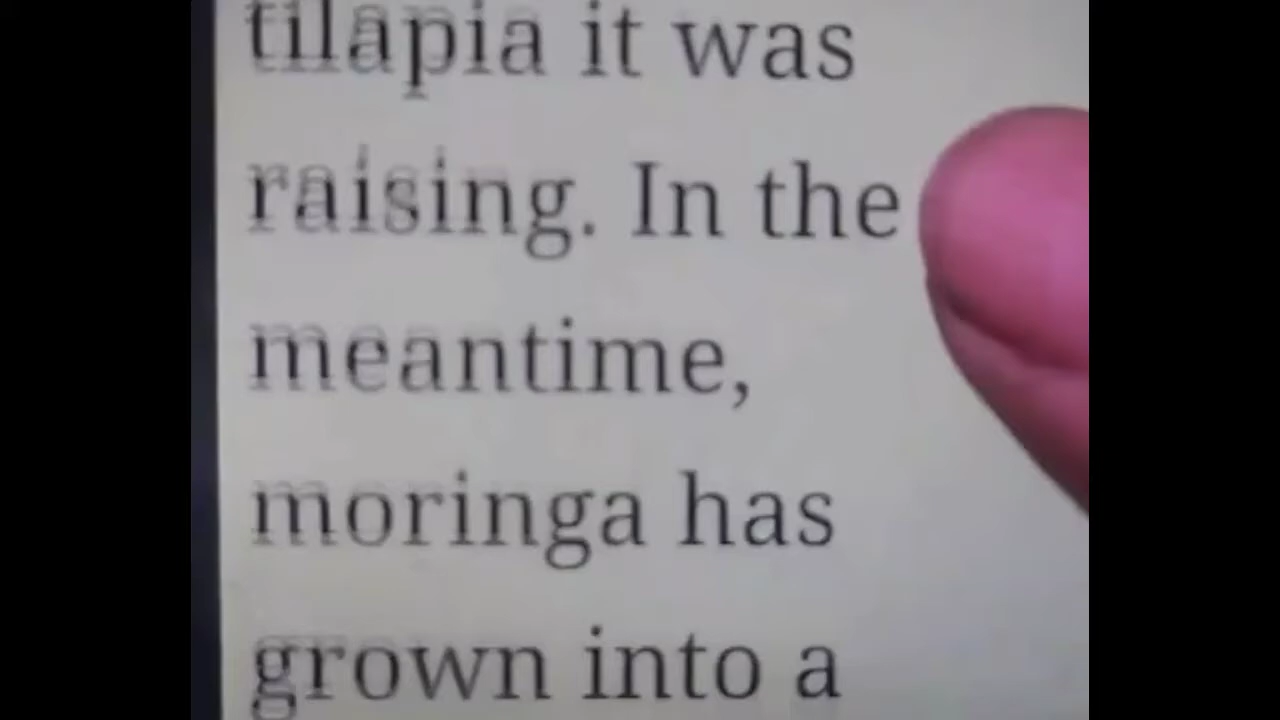 tilapia it was
raising. In the
meantime,
moringa has
grown into a